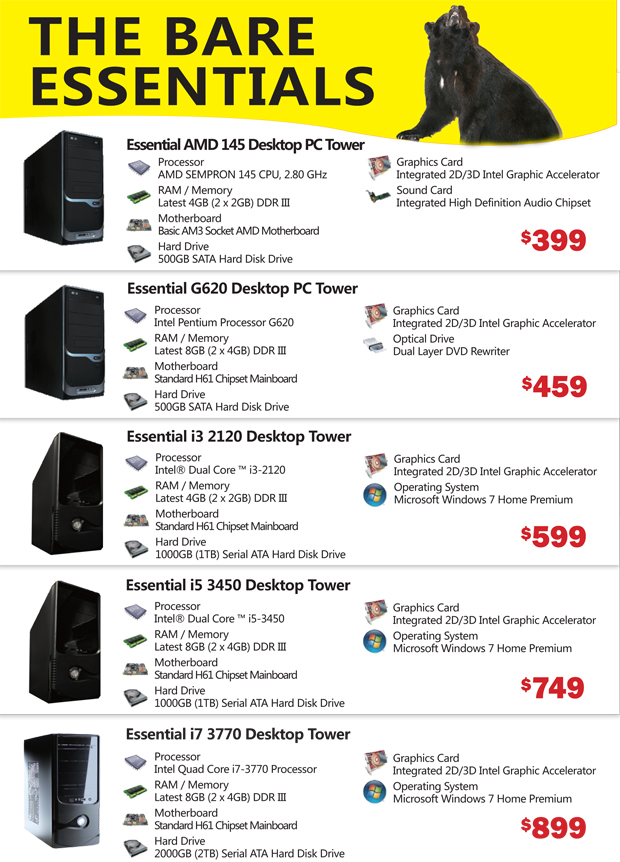 THE BARE
ESSENTIALS
Essential AMD 145 Desktop PC Tower
Processor
AMD SEMPRON 145 CPU, 2.80 GHz
RAM / Memory
Latest 4GB (2 x 2GB) DDR III
Motherboard
Basic AM3 Socket AMD Motherboard
Hard Drive
500GB SATA Hard Disk Drive
Graphics Card
Integrated 2D/3D Intel Graphic Accelerator
Sound Card
Integrated High Definition Audio Chipset
$399
Essential G620 Desktop PC Tower
Processor
Intel Pentium Processor G620
RAM / Memory
Latest 8GB (2 x 4GB) DDR III
Motherboard
Standard H61 Chipset Mainboard
Hard Drive
500GB SATA Hard Disk Drive
Graphics Card
Integrated 2D/3D Intel Graphic Accelerator
Optical Drive
Dual Layer DVD Rewriter
$459
Essential i3 2120 Desktop Tower
Processor
Intel® Dual Core ™ i3-2120
RAM / Memory
Latest 4GB (2 x 2GB) DDR III
Motherboard
Standard H61 Chipset Mainboard
Hard Drive
1000GB (1TB) Serial ATA Hard Disk Drive
Graphics Card
Integrated 2D/3D Intel Graphic Accelerator
Operating System
Microsoft Windows 7 Home Premium
$599
Essential i5 3450 Desktop Tower
Processor
Intel® Dual Core ™ i5-3450
RAM / Memory
Latest 8GB (2 x 4GB) DDR III
Motherboard
Standard H61 Chipset Mainboard
Hard Drive
1000GB (1TB) Serial ATA Hard Disk Drive
Graphics Card
Integrated 2D/3D Intel Graphic Accelerator
Operating System
Microsoft Windows 7 Home Premium
$749
Essential i7 3770 Desktop Tower
Processor
Intel Quad Core i7-3770 Processor
RAM / Memory
Latest 8GB (2 x 4GB) DDR III
Motherboard
Standard H61 Chipset Mainboard
Hard Drive
2000GB (2TB) Serial ATA Hard Disk Drive
Graphics Card
Integrated 2D/3D Intel Graphic Accelerator
Operating System
Microsoft Windows 7 Home Premium
$899